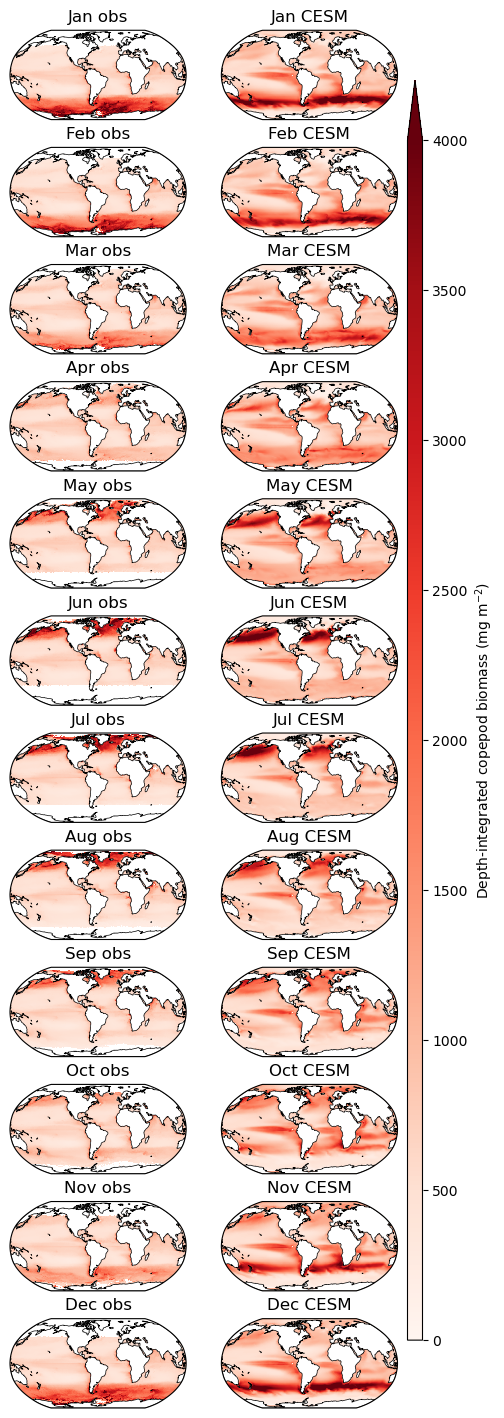 Jan obs
Jan CESM
Feb obs
Feb CESM
Mar obs
Mar CESM
Apr obs
Apr CESM
May obs
May CESM
Jun obs
Jun CESM
Jul obs
Jul CESM
Aug obs
Aug CESM
Sep obs
Sep CESM
Oct obs
Oct CESM
Nov obs
Nov CESM
Dec obs
Dec CESM
4000
3500
3000
2500
2000
1500
1000
500
0
Depth-integrated copepod biomass (mg m⁻²)